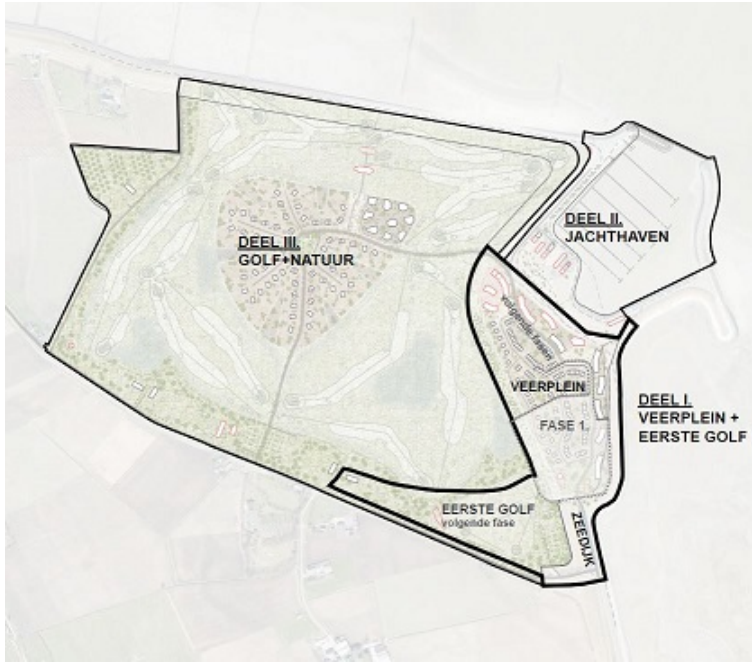 DEEL III.
GOLF+NATUUR
DEEL II.
JACHTHAVEN
volgende fasen
VEERPLEIN
FASE 1.
DEEL I.
VEERPLEIN +
EERSTE GOLF
EERSTE GOLF
volgende fase
ZEEDIJK